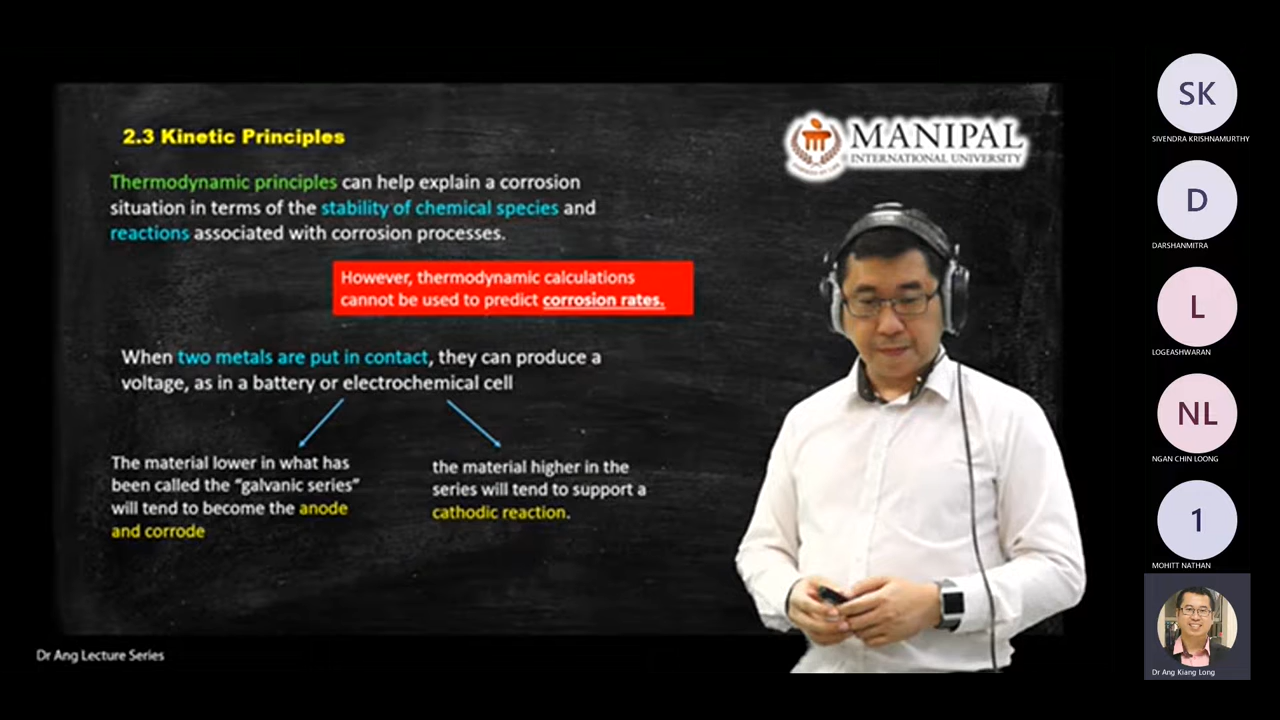 2.3 Kinetic Principles
MANIPAL
INTERNATIONAL UNIVERSITY
Thermodynamic principles can help explain a corrosion
situation in terms of the stability of chemical species and
reactions associated with corrosion processes.
However, thermodynamic calculations
cannot be used to predict corrosion rates.
When two metals are put in contact, they can produce a
voltage, as in a battery or electrochemical cell
The material lower in what has
been called the “galvanic series”
will tend to become the anode
and corrode
the material higher in the
series will tend to support a
cathodic reaction.
Dr Ang Lecture Series
SK
SIVENDRA KRISHNAMURTHY
D
DARSHANMITRA
L
LOGEASHWARAN
NL
NGAN CHIN LOONG
1
MOHITT NATHAN
Dr Ang Kiang Long